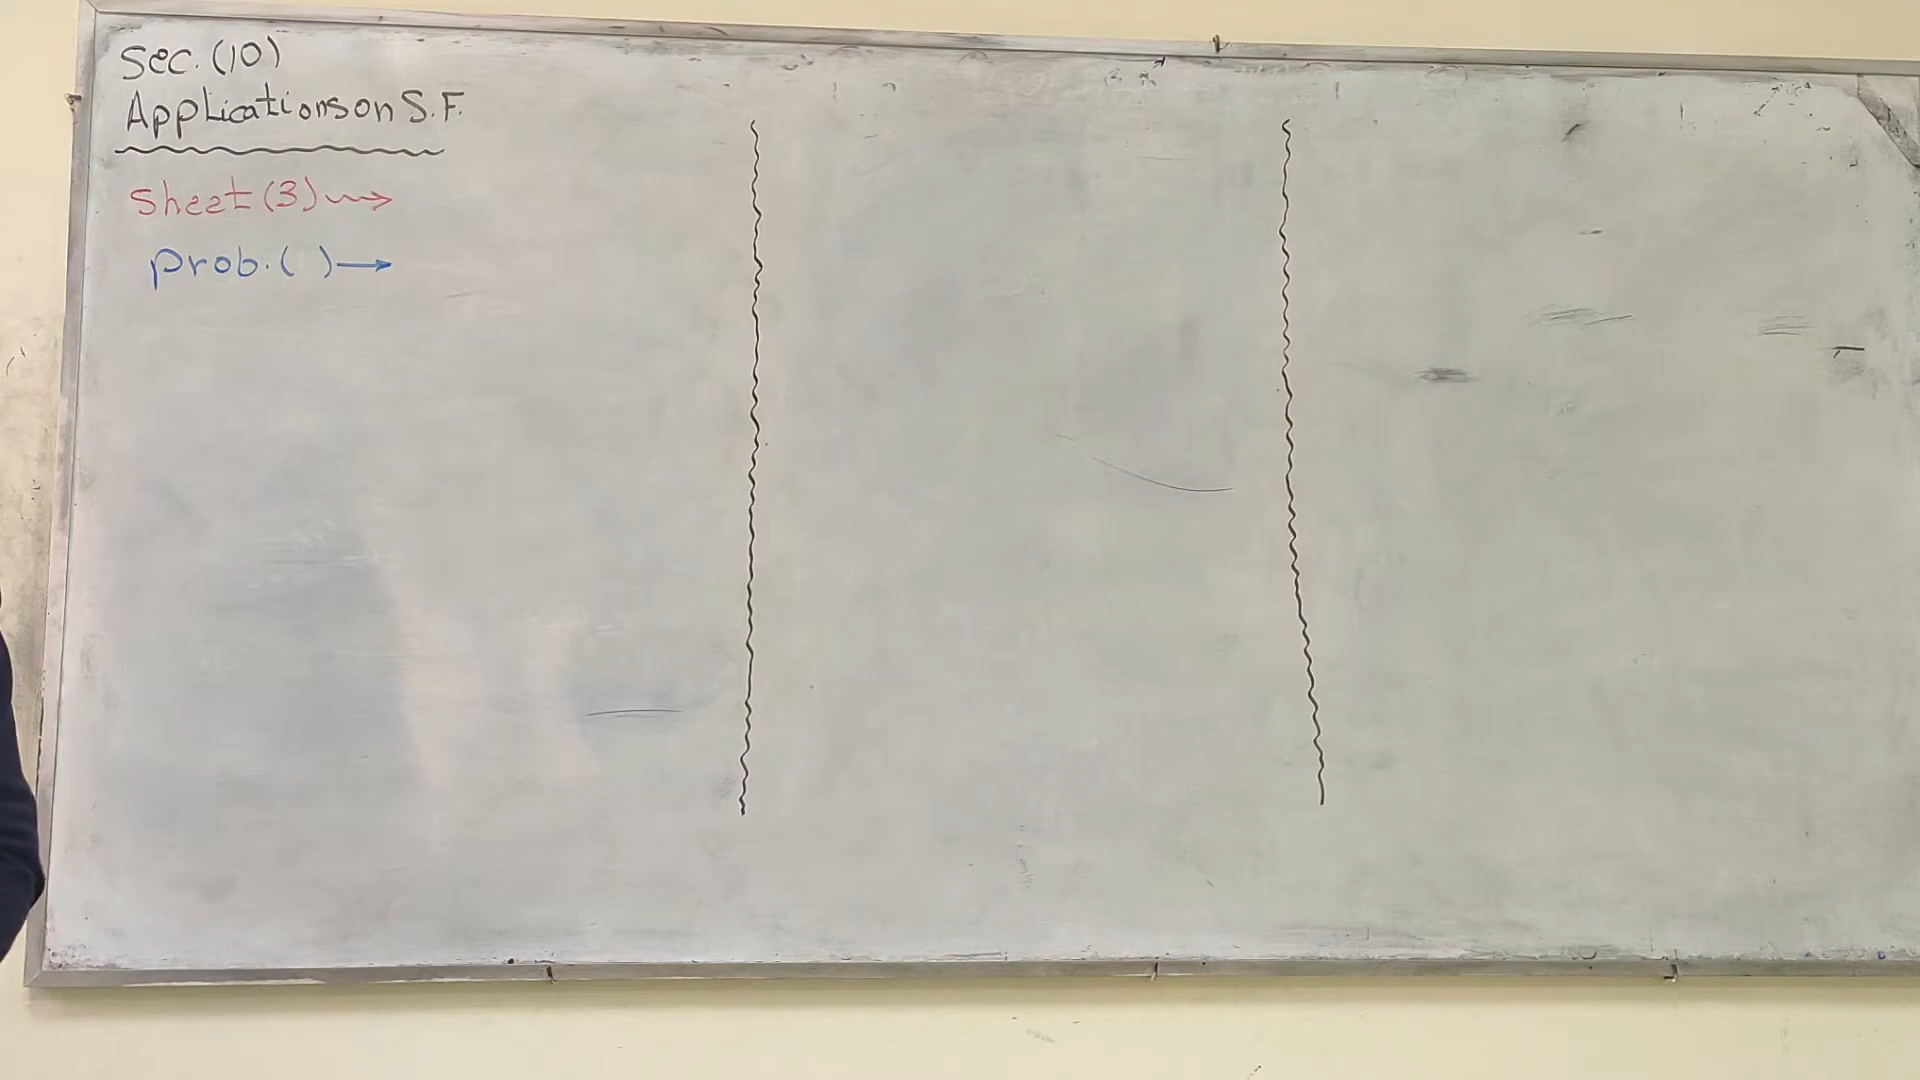 Sec. (10)
Applications on S.F.
Sheet (3) ⇝
prob. ( ) →